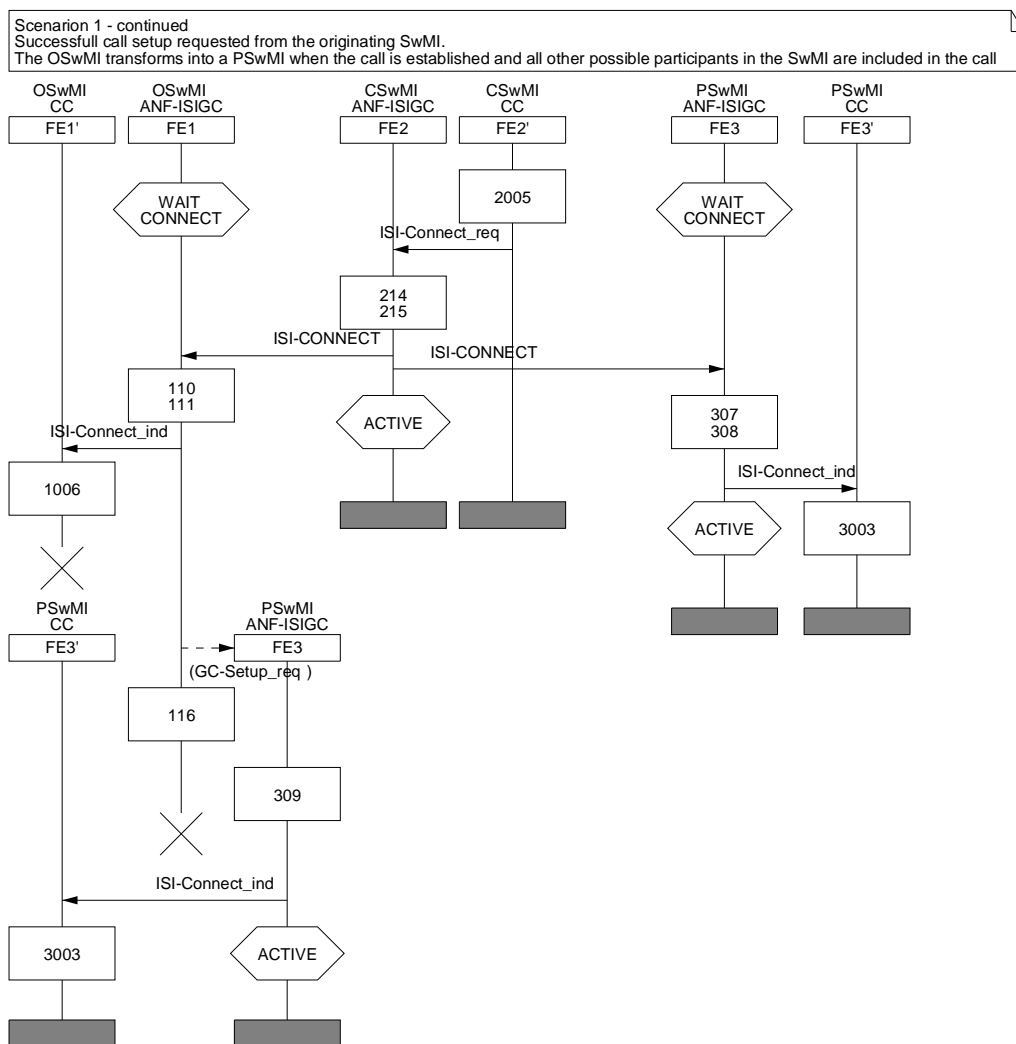 Scenarion 1 - continued
Successfull call setup requested from the originating SwMI.
The OSwMI transforms into a PSwMI when the call is established and all other possible participants in the SwMI are included in the call
OSwMI
CC
FE1'
OSwMI
ANF-ISIGC
FE1
CSwMI
ANF-ISIGC
FE2
CSwMI
CC
FE2'
PSwMI
ANF-ISIGC
FE3
PSwMI
CC
FE3'
WAIT
CONNECT
2005
WAIT
CONNECT
ISI-Connect_req
214
215
ISI-CONNECT
ISI-CONNECT
110
111
ACTIVE
307
308
ISI-Connect_ind
ISI-Connect_ind
1006
ACTIVE
3003
PSwMI
CC
FE3'
PSwMI
ANF-ISIGC
FE3
(GC-Setup_req )
116
309
ISI-Connect_ind
3003
ACTIVE